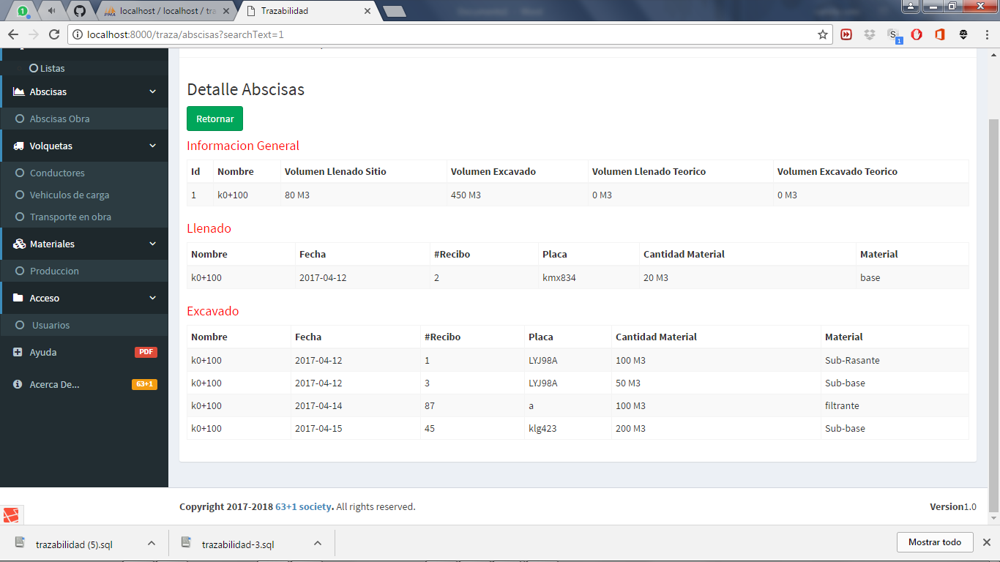 1
localhost / localhost / tra
Trazabilidad
localhost:8000/traza/abscisas?searchText=1
S
1
Listas
Abscisas
Abscisas Obra
Volquetas
Conductores
Vehiculos de carga
Transporte en obra
Materiales
Produccion
Acceso
Usuarios
Ayuda PDF
Acerca De... 63+1
Detalle Abscisas
Retornar
Informacion General
Id Nombre Volumen Llenado Sitio Volumen Excavado Volumen Llenado Teorico Volumen Excavado Teorico
1 k0+100 80 M3 450 M3 0 M3 0 M3
Llenado
Nombre Fecha #Recibo Placa Cantidad Material Material
k0+100 2017-04-12 2 kmx834 20 M3 base
Excavado
Nombre Fecha #Recibo Placa Cantidad Material Material
k0+100 2017-04-12 1 LYJ98A 100 M3 Sub-Rasante
k0+100 2017-04-12 3 LYJ98A 50 M3 Sub-base
k0+100 2017-04-14 87 a 100 M3 filtrante
k0+100 2017-04-15 45 klg423 200 M3 Sub-base
Copyright 2017-2018 63+1 society. All rights reserved.
Version1.0
trazabilidad (5).sql
trazabilidad-3.sql
Mostrar todo